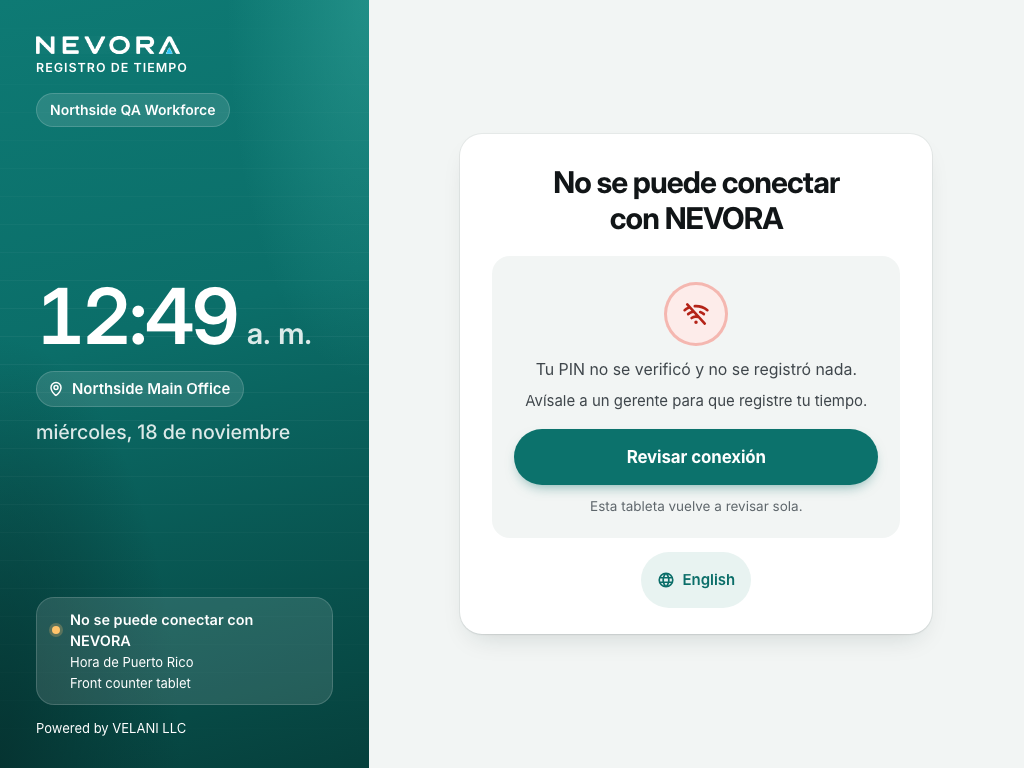 NEVORA
REGISTRO DE TIEMPO
Northside QA Workforce
12:49 a. m.
Northside Main Office
miércoles, 18 de noviembre
No se puede conectar con
NEVORA
Hora de Puerto Rico
Front counter tablet
Powered by VELANI LLC
No se puede conectar
con NEVORA
Tu PIN no se verificó y no se registró nada.
Avísale a un gerente para que registre tu tiempo.
Revisar conexión
Esta tableta vuelve a revisar sola.
English